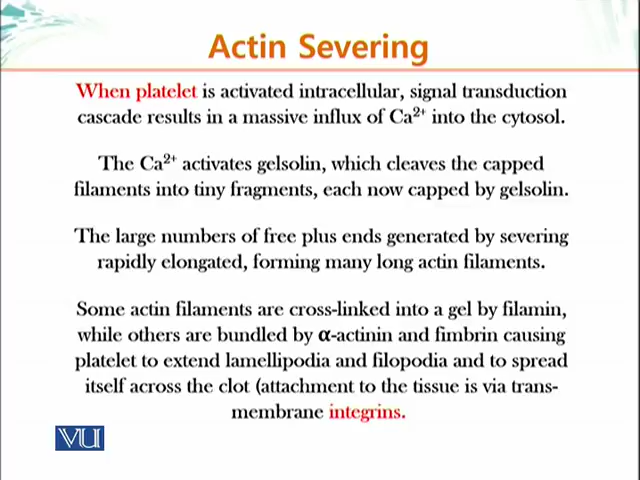 Actin Severing
When platelet is activated intracellular, signal transduction
cascade results in a massive influx of Ca²⁺ into the cytosol.
The Ca²⁺ activates gelsolin, which cleaves the capped
filaments into tiny fragments, each now capped by gelsolin.
The large numbers of free plus ends generated by severing
rapidly elongated, forming many long actin filaments.
Some actin filaments are cross-linked into a gel by filamin,
while others are bundled by α-actinin and fimbrin causing
platelet to extend lamellipodia and filopodia and to spread
itself across the clot (attachment to the tissue is via trans-
membrane integrins.
VU